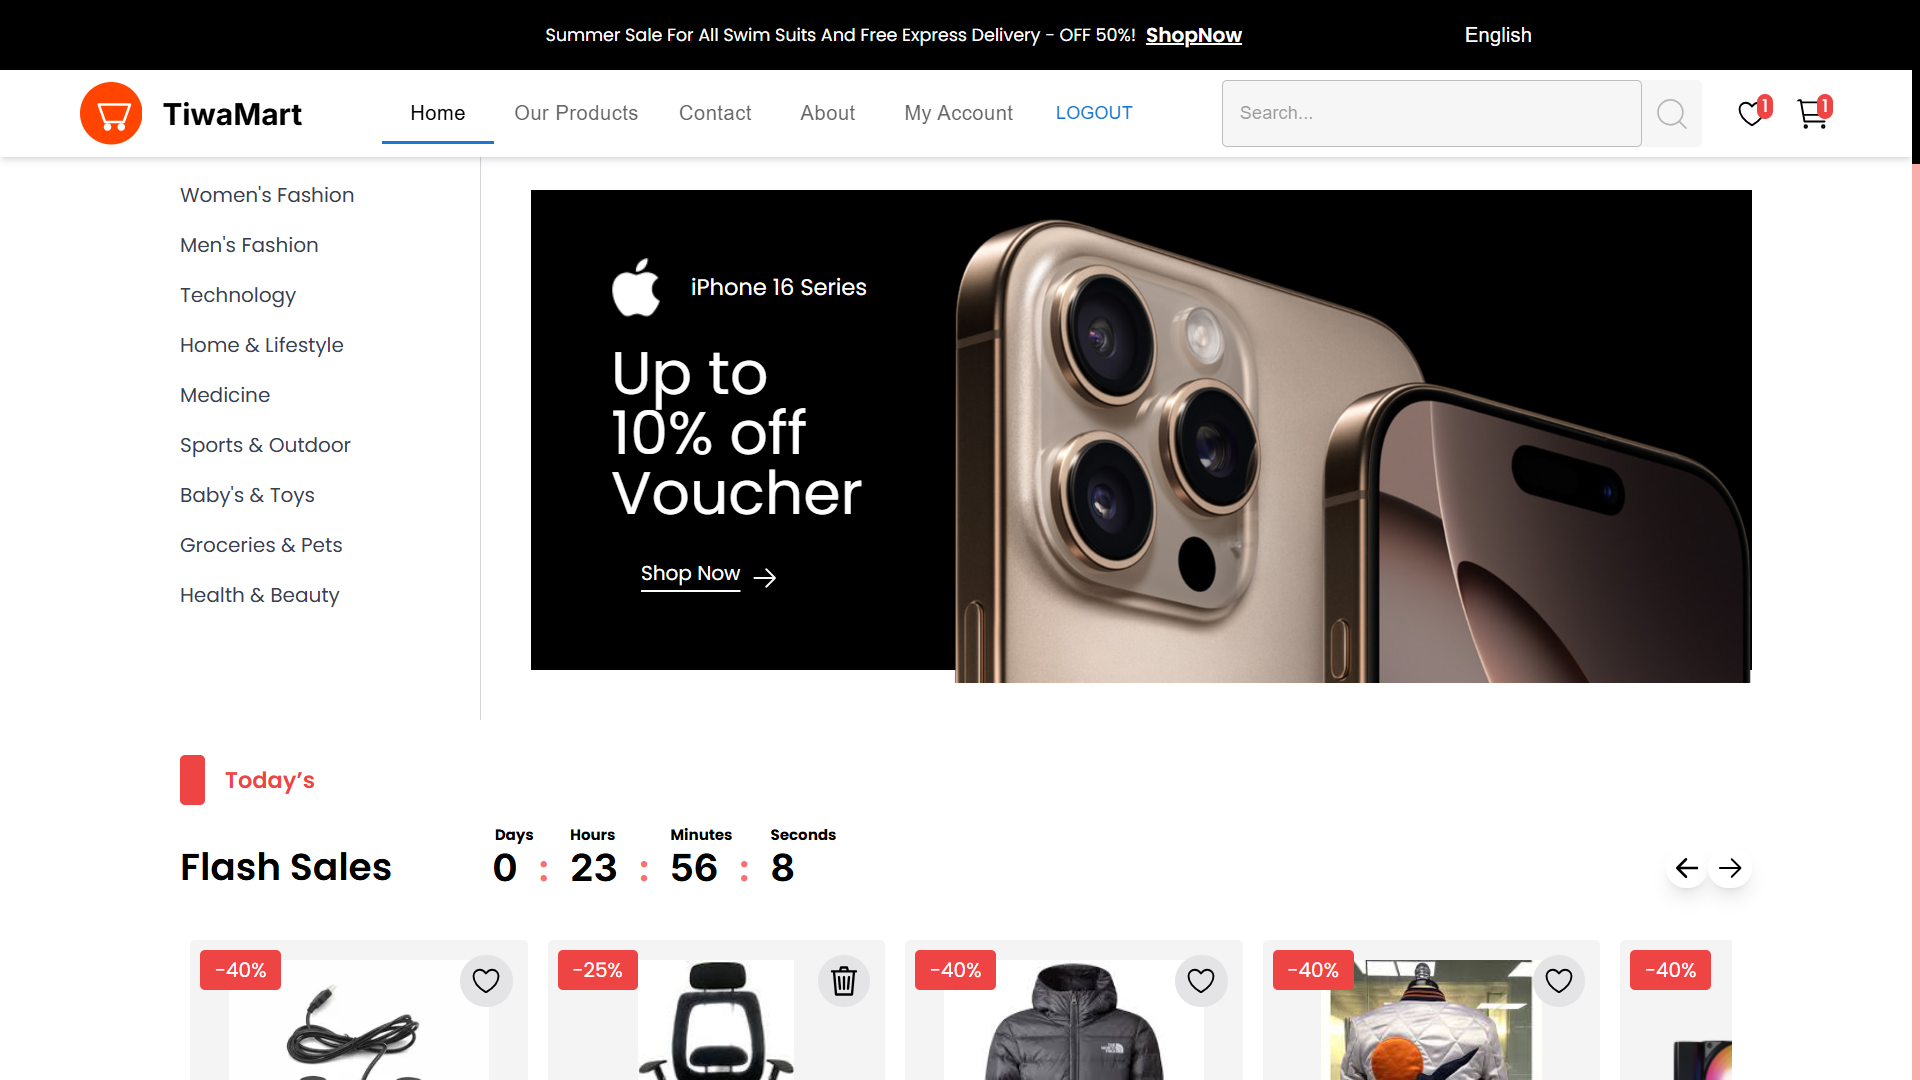 Summer Sale For All Swim Suits And Free Express Delivery - OFF 50%! ShopNow English
TiwaMart Home Our Products Contact About My Account LOGOUT Search... 1 1
Women's Fashion
Men's Fashion
Technology
Home & Lifestyle
Medicine
Sports & Outdoor
Baby's & Toys
Groceries & Pets
Health & Beauty
iPhone 16 Series
Up to
10% off
Voucher
Shop Now
Today’s
Flash Sales
Days Hours Minutes Seconds
0 : 23 : 56 : 8
-40% -25% -40% -40% -40%